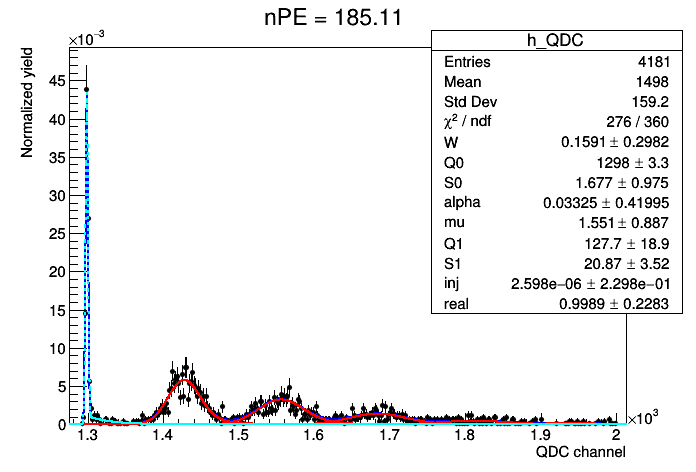 nPE = 185.11
×10⁻³
h_QDC
Entries 4181
Mean 1498
Std Dev 159.2
χ² / ndf 276 / 360
W 0.1591 ± 0.2982
Q0 1298 ± 3.3
S0 1.677 ± 0.975
alpha 0.03325 ± 0.41995
mu 1.551 ± 0.887
Q1 127.7 ± 18.9
S1 20.87 ± 3.52
inj 2.598e−06 ± 2.298e−01
real 0.9989 ± 0.2283
Normalized yield
45
40
35
30
25
20
15
10
5
0
1.3 1.4 1.5 1.6 1.7 1.8 1.9 2
×10³
QDC channel